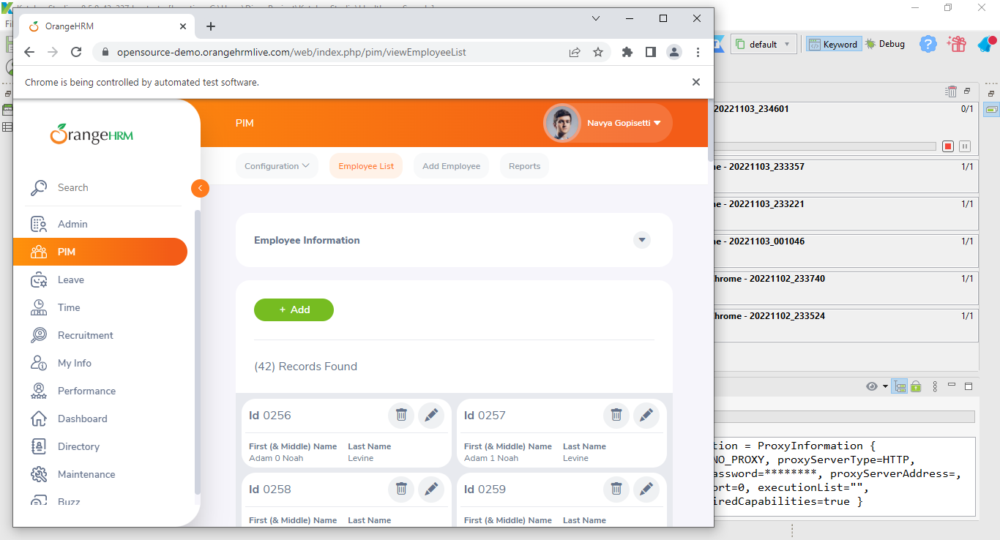 OrangeHRM
opensource-demo.orangehrmlive.com/web/index.php/pim/viewEmployeeList
Chrome is being controlled by automated test software.
default
Keyword
Debug
OrangeHRM
PIM
Navya Gopisetti
Configuration
Employee List
Add Employee
Reports
Search
Admin
PIM
Leave
Time
Recruitment
My Info
Performance
Dashboard
Directory
Maintenance
Buzz
Employee Information
+ Add
(42) Records Found
Id 0256
First (& Middle) Name Last Name
Adam 0 Noah Levine
Id 0257
First (& Middle) Name Last Name
Adam 1 Noah Levine
Id 0258
First (& Middle) Name Last Name
Id 0259
First (& Middle) Name Last Name
20221103_234601 0/1
ne - 20221103_233357 1/1
ne - 20221103_233221 1/1
ne - 20221103_001046 1/1
hrome - 20221102_233740 1/1
hrome - 20221102_233524 1/1
tion = ProxyInformation {
NO_PROXY, proxyServerType=HTTP,
assword=********, proxyServerAddress=,
ort=0, executionList="",
iredCapabilities=true }